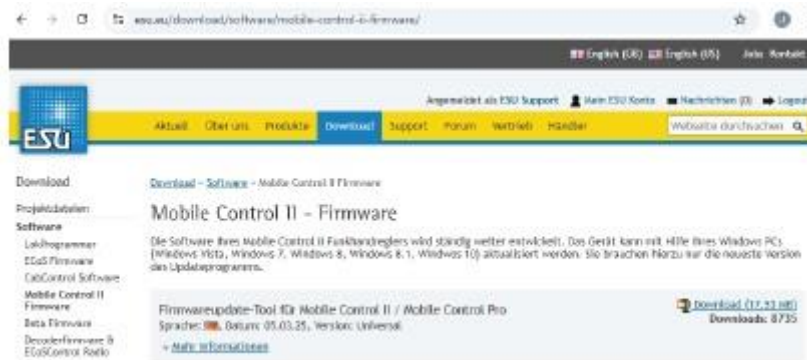 esu.eu/download/software/mobile-control-ii-firmware/
English (GB) English (US) Jobs Kontakt
Angemeldet als ESU Support Mein ESU Konto Nachrichten (0) Logout
ESU
Aktuell Über uns Produkte Download Support Forum Vertrieb Händler Webseite durchsuchen
Download
Download - Software - Mobile Control II Firmware
Projektdateien
Software
Lokprogrammer
ECoS Firmware
CabControl Software
Mobile Control II
Firmware
Beta Firmware
Decoderfirmware &
ECoSControl Radio
Mobile Control II - Firmware
Die Software Ihres Mobile Control II Funkhandreglers wird ständig weiter entwickelt. Das Gerät kann mit Hilfe Ihres Windows PCs
(Windows Vista, Windows 7, Windows 8, Windows 8.1, Windows 10) aktualisiert werden. Sie brauchen hierzu nur die neueste Version
des Updateprogramms.
Firmwareupdate-Tool für Mobile Control II / Mobile Control Pro
Sprache: Datum: 05.03.25, Version: Universal
» Mehr Informationen
Download (17,53 MB)
Downloads: 8735